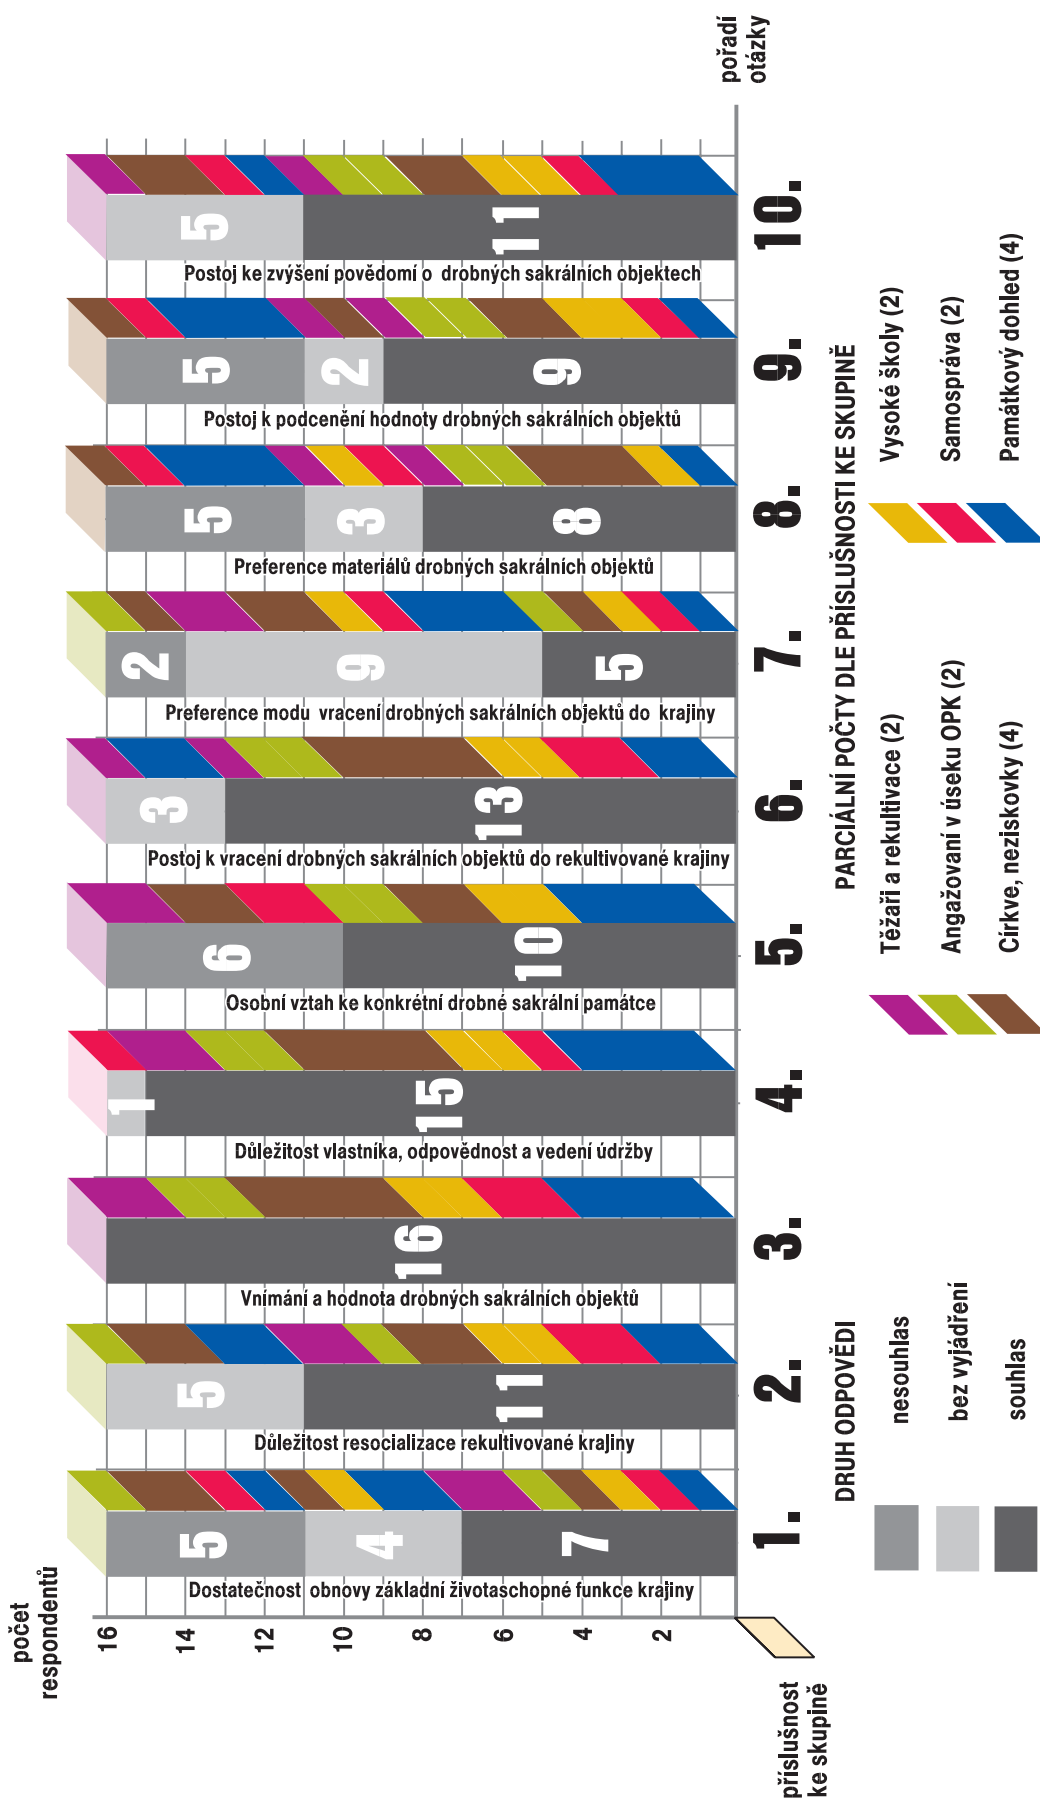 počet
respondentů
16
14
12
10
8
6
4
2
příslušnost
ke skupině
5
4
7
Dostatečnost obnovy základní životaschopné funkce krajiny
1.
5
11
Důležitost resocializace rekultivované krajiny
2.
16
Vnímání a hodnota drobných sakrálních objektů
3.
1
15
Důležitost vlastníka, odpovědnost a vedení údržby
4.
6
10
Osobní vztah ke konkrétní drobné sakrální památce
5.
3
13
Postoj k vracení drobných sakrálních objektů do rekultivované krajiny
6.
2
9
5
Preference modu vracení drobných sakrálních objektů do krajiny
7.
5
3
8
Preference materiálů drobných sakrálních objektů
8.
5
2
9
Postoj k podcenění hodnoty drobných sakrálních objektů
9.
5
11
Postoj ke zvýšení povědomí o drobných sakrálních objektech
10.
pořadí
otázky
DRUH ODPOVĚDI
nesouhlas
bez vyjádření
souhlas
PARCIÁLNÍ POČTY DLE PŘÍSLUŠNOSTI KE SKUPINĚ
Těžaři a rekultivace (2)
Angažovaní v úseku OPK (2)
Církve, neziskovky (4)
Vysoké školy (2)
Samospráva (2)
Památkový dohled (4)